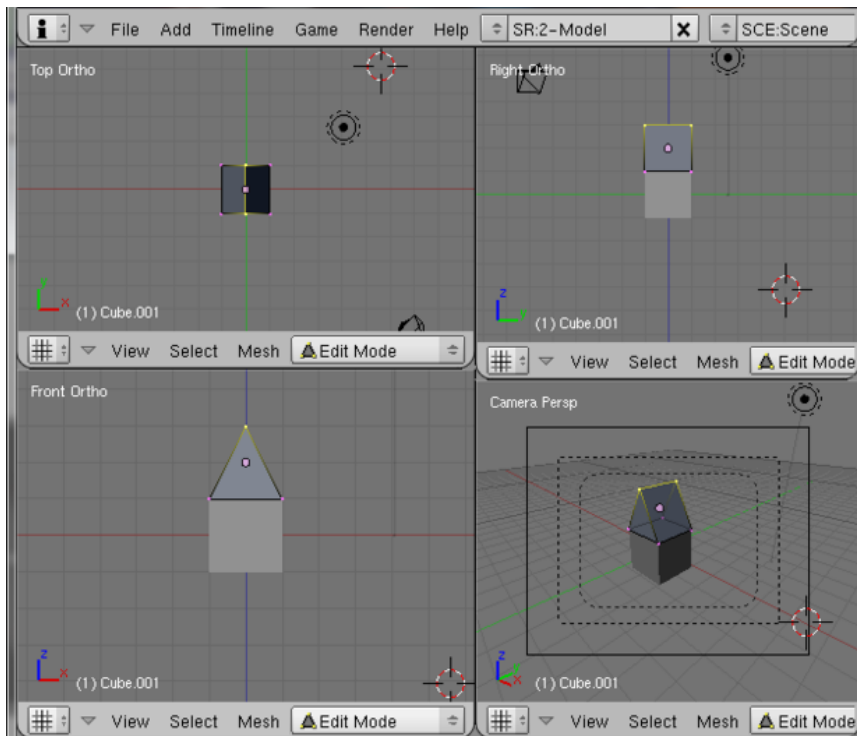 File Add Timeline Game Render Help SR:2-Model SCE:Scene
Top Ortho
y
x
(1) Cube.001
View Select Mesh Edit Mode
Right Ortho
z
y
(1) Cube.001
View Select Mesh Edit Mode
Front Ortho
z
x
(1) Cube.001
View Select Mesh Edit Mode
Camera Persp
z
y
x
(1) Cube.001
View Select Mesh Edit Mode